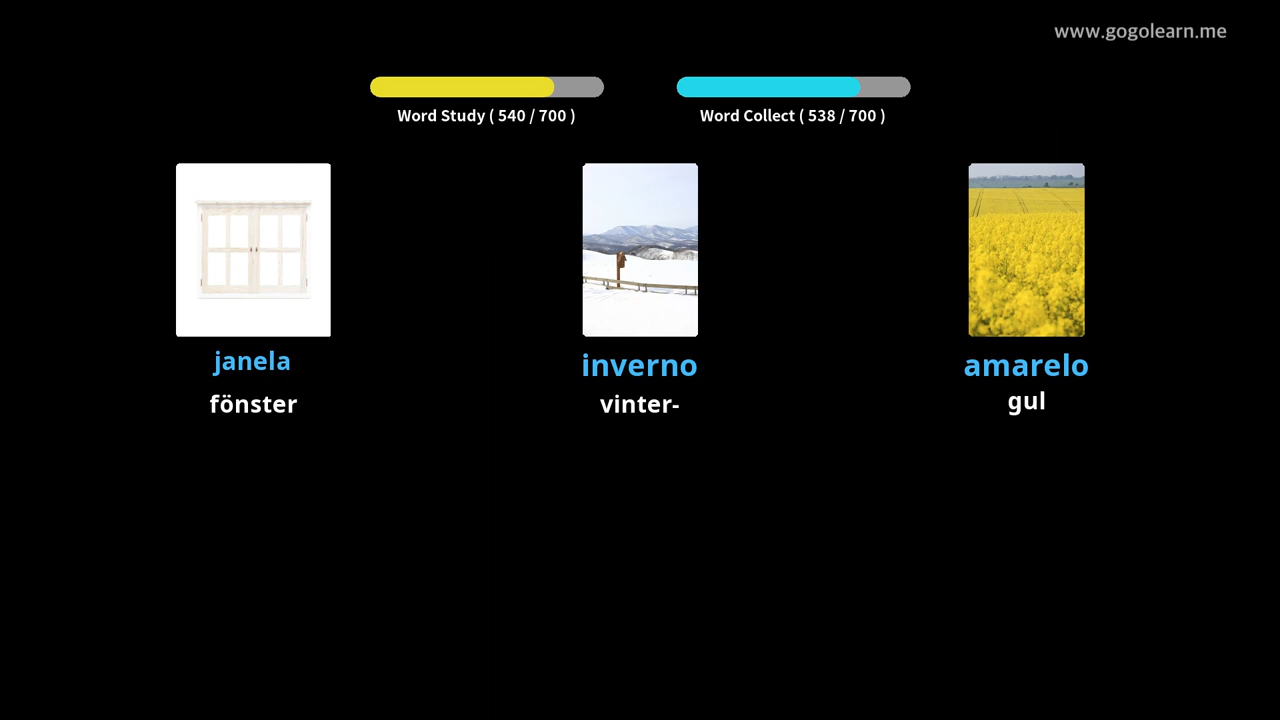 www.gogolearn.me
Word Study ( 540 / 700 )
Word Collect ( 538 / 700 )
janela
inverno
amarelo
fönster
vinter-
gul